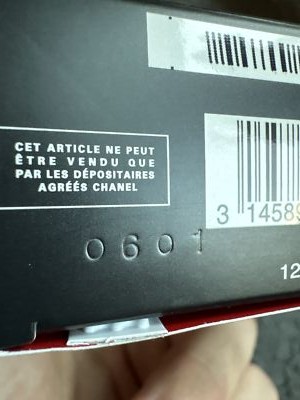 CET ARTICLE NE PEUT
ÊTRE VENDU QUE
PAR LES DÉPOSITAIRES
AGRÉÉS CHANEL
3 14589
0601
12